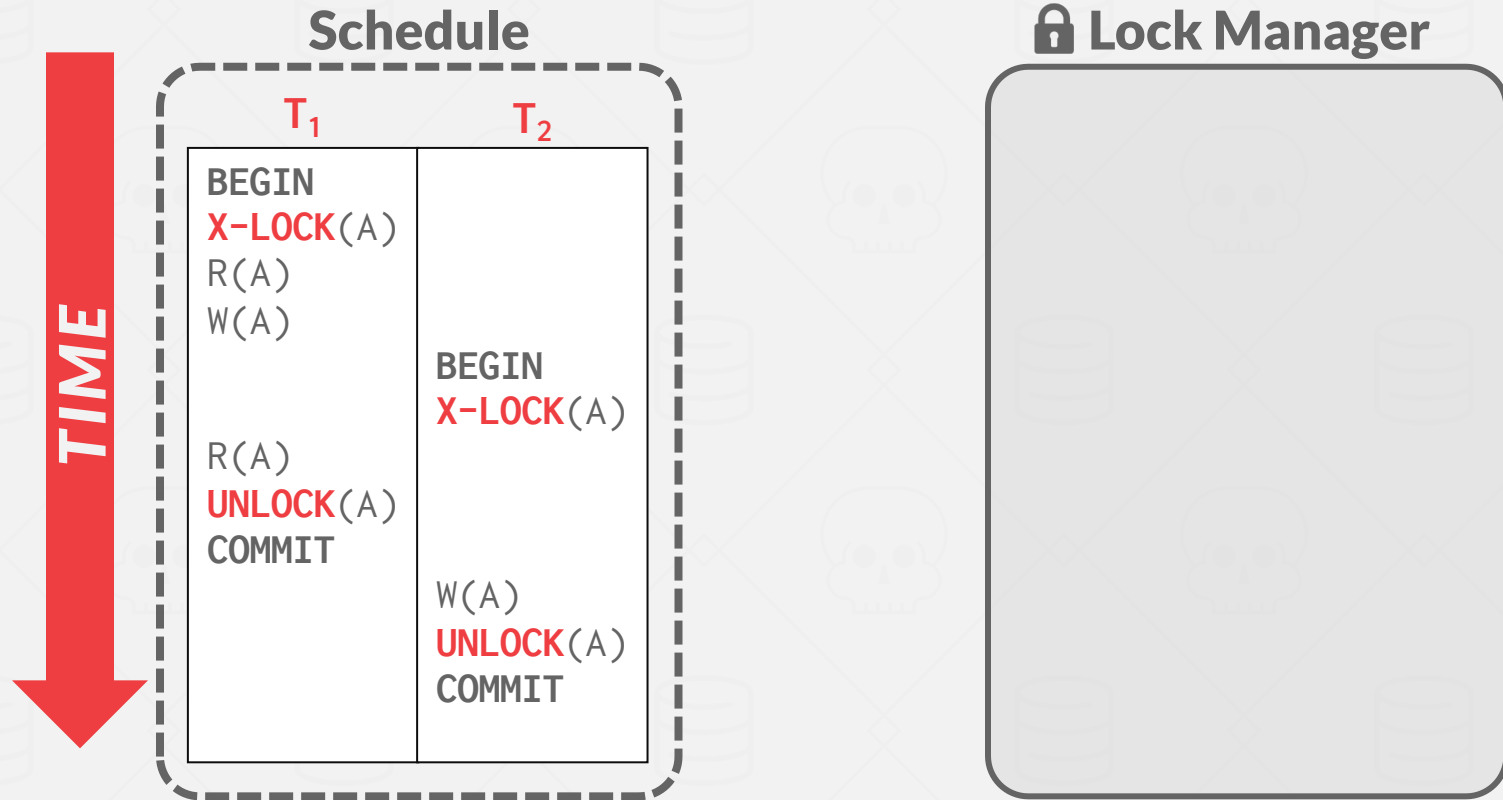 Schedule
Lock Manager
TIME
T₁ T₂
BEGIN
X-LOCK(A)
R(A)
W(A)
BEGIN
X-LOCK(A)
R(A)
UNLOCK(A)
COMMIT
W(A)
UNLOCK(A)
COMMIT